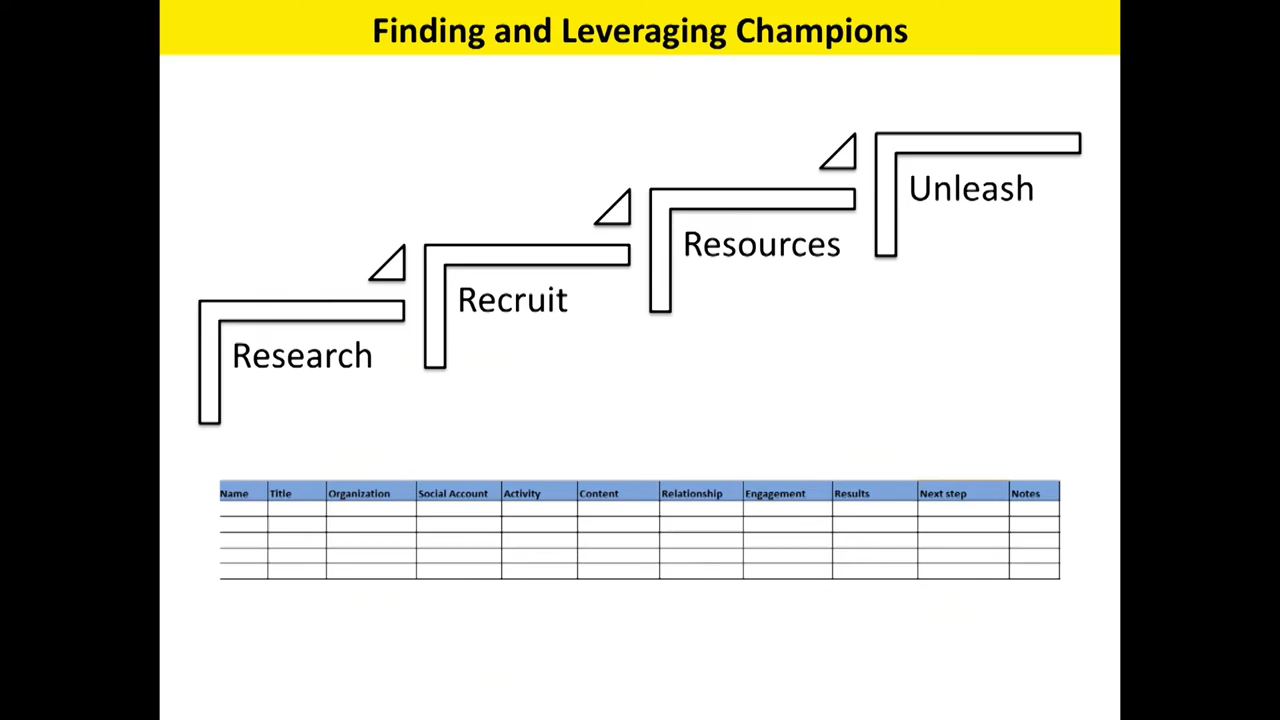 Finding and Leveraging Champions
Unleash
Resources
Recruit
Research
Name Title Organization Social Account Activity Content Relationship Engagement Results Next step Notes